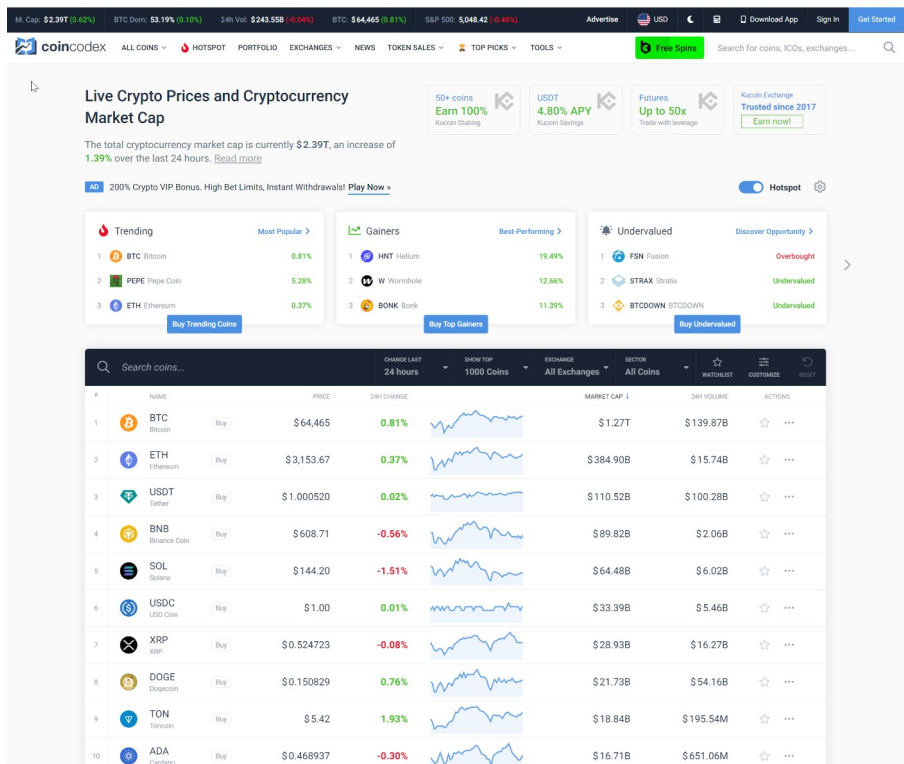 M. Cap: $2.39T (0.62%) BTC Dom: 53.19% (0.10%) 24h Vol: $243.55B (-0.04%) BTC: $64,465 (0.81%) S&P 500: 5,048.42 (-0.46%) Advertise USD Download App Sign In Get Started
coincodex ALL COINS HOTSPOT PORTFOLIO EXCHANGES NEWS TOKEN SALES TOP PICKS TOOLS Free Spins Search for coins, ICOs, exchanges...
Live Crypto Prices and Cryptocurrency
Market Cap
The total cryptocurrency market cap is currently $2.39T, an increase of
1.39% over the last 24 hours. Read more
50+ coins
Earn 100%
Kucoin Staking
USDT
4.80% APY
Kucoin Savings
Futures
Up to 50x
Trade with leverage
Kucoin Exchange
Trusted since 2017
Earn now!
AD 200% Crypto VIP Bonus. High Bet Limits, Instant Withdrawals! Play Now »
Hotspot
Trending Most Popular >
1 BTC Bitcoin 0.81%
2 PEPE Pepe Coin 5.28%
3 ETH Ethereum 0.37%
Buy Trending Coins
Gainers Best-Performing >
1 HNT Helium 19.49%
2 W Wormhole 12.66%
3 BONK Bonk 11.39%
Buy Top Gainers
Undervalued Discover Opportunity >
1 FSN Fusion Overbought
2 STRAX Stratis Undervalued
3 BTCDOWN BTCDOWN Undervalued
Buy Undervalued
Search coins...
CHANGE LAST
24 hours
SHOW TOP
1000 Coins
EXCHANGE
All Exchanges
SECTOR
All Coins
WATCHLIST
CUSTOMIZE
RESET
# NAME PRICE 24H CHANGE MARKET CAP ↓ 24H VOLUME ACTIONS
1 BTC Buy $64,465 0.81% $1.27T $139.87B
Bitcoin
2 ETH Buy $3,153.67 0.37% $384.90B $15.74B
Ethereum
3 USDT Buy $1.000520 0.02% $110.52B $100.28B
Tether
4 BNB Buy $608.71 -0.56% $89.82B $2.06B
Binance Coin
5 SOL Buy $144.20 -1.51% $64.48B $6.02B
Solana
6 USDC Buy $1.00 0.01% $33.39B $5.46B
USD Coin
7 XRP Buy $0.524723 -0.08% $28.93B $16.27B
XRP
8 DOGE Buy $0.150829 0.76% $21.73B $54.16B
Dogecoin
9 TON Buy $5.42 1.93% $18.84B $195.54M
Toncoin
10 ADA Buy $0.468937 -0.30% $16.71B $651.06M
Cardano